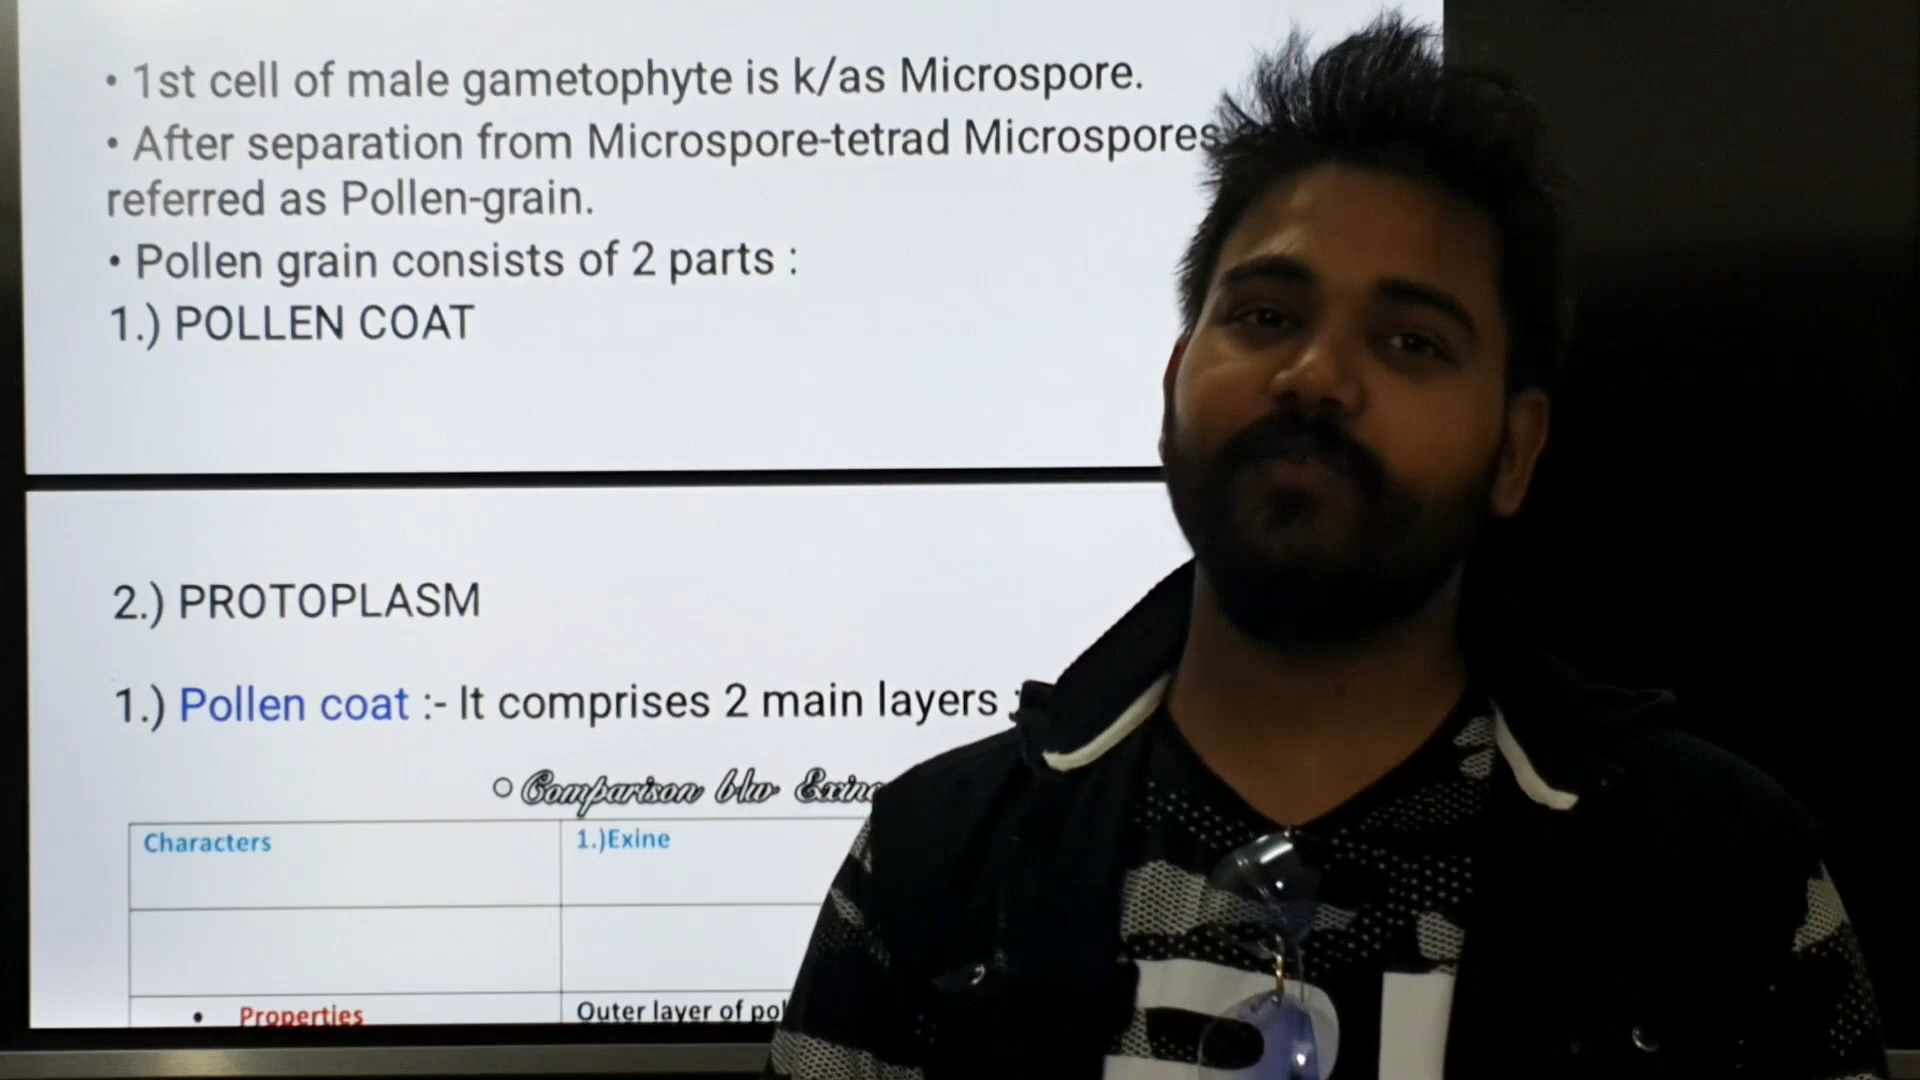 • 1st cell of male gametophyte is k/as Microspore.
• After separation from Microspore-tetrad Microspores
referred as Pollen-grain.
• Pollen grain consists of 2 parts :
1.) POLLEN COAT
2.) PROTOPLASM
1.) Pollen coat :- It comprises 2 main layers :
Comparison b/w Exine
Characters 1.)Exine
• Properties Outer layer of pol